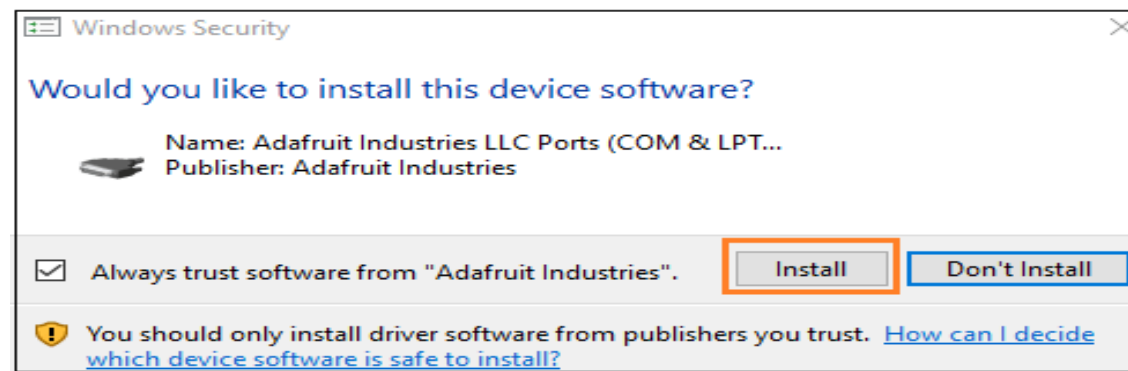 Windows Security
Would you like to install this device software?
Name: Adafruit Industries LLC Ports (COM & LPT...
Publisher: Adafruit Industries
Always trust software from "Adafruit Industries".
Install
Don't Install
You should only install driver software from publishers you trust. How can I decide
which device software is safe to install?